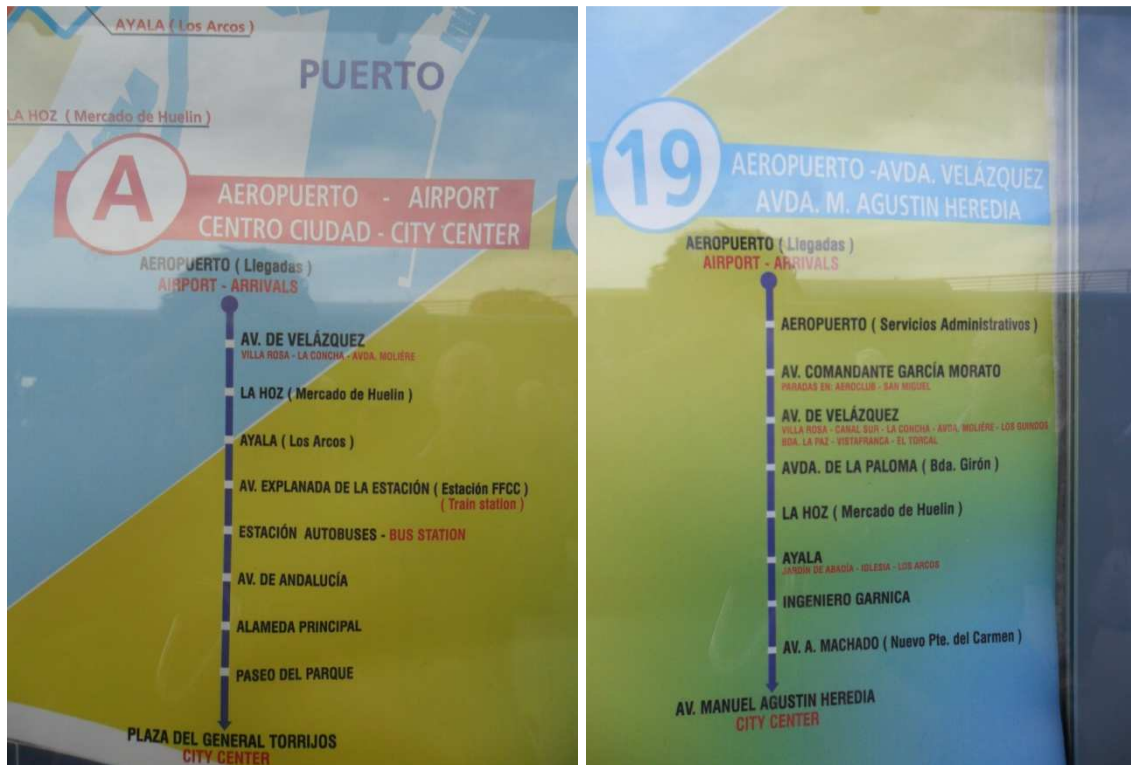 AYALA ( Los Arcos )
PUERTO
LA HOZ ( Mercado de Huelin )
A
AEROPUERTO - AIRPORT
CENTRO CIUDAD - CITY CENTER
AEROPUERTO ( Llegadas )
AIRPORT - ARRIVALS
AV. DE VELÁZQUEZ
VILLA ROSA - LA CONCHA - AVDA. MOLIÉRE
LA HOZ ( Mercado de Huelin )
AYALA ( Los Arcos )
AV. EXPLANADA DE LA ESTACIÓN ( Estación FFCC )
( Train station )
ESTACIÓN AUTOBUSES - BUS STATION
AV. DE ANDALUCÍA
ALAMEDA PRINCIPAL
PASEO DEL PARQUE
PLAZA DEL GENERAL TORRIJOS
CITY CENTER
19
AEROPUERTO -AVDA. VELÁZQUEZ
AVDA. M. AGUSTIN HEREDIA
AEROPUERTO ( Llegadas )
AIRPORT - ARRIVALS
AEROPUERTO ( Servicios Administrativos )
AV. COMANDANTE GARCÍA MORATO
PARADAS EN: AEROCLUB - SAN MIGUEL
AV. DE VELÁZQUEZ
VILLA ROSA - CANAL SUR - LA CONCHA - AVDA. MOLIÉRE - LOS GUINDOS
BDA. LA PAZ - VISTAFRANCA - EL TORCAL
AVDA. DE LA PALOMA ( Bda. Girón )
LA HOZ ( Mercado de Huelin )
AYALA
JARDÍN DE ABADÍA - IGLESIA - LOS ARCOS
INGENIERO GARNICA
AV. A. MACHADO ( Nuevo Pte. del Carmen )
AV. MANUEL AGUSTIN HEREDIA
CITY CENTER